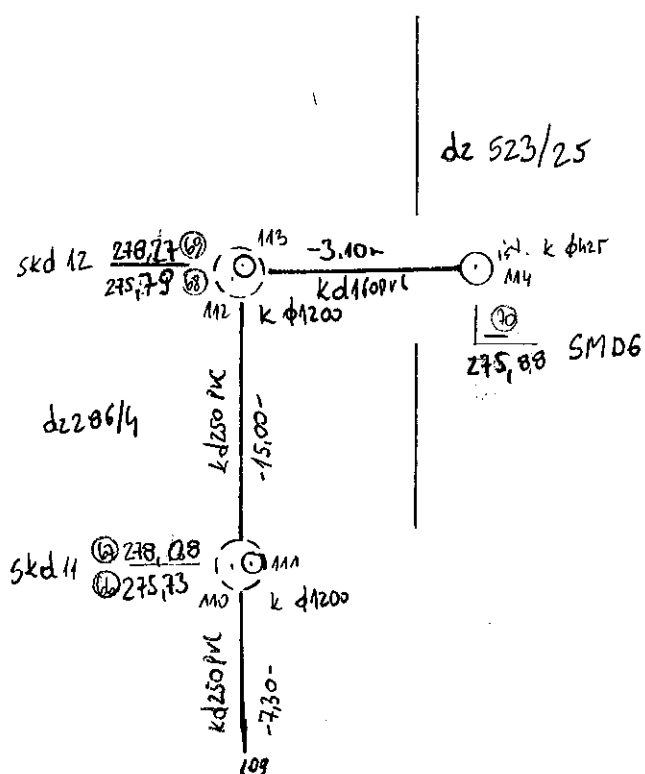 dz 523/25
skd 12 278,27 69
275,79 68
113
112
k ϕ1200
-3.10-
kd160pvc
k ϕ425
114
70
275,88 SMD6
dz286/4
kd250 pvc
-15,00-
skd 11 67 278,08
66 275,73
111
110
k ϕ1200
kd250pvc
-7,30-
109